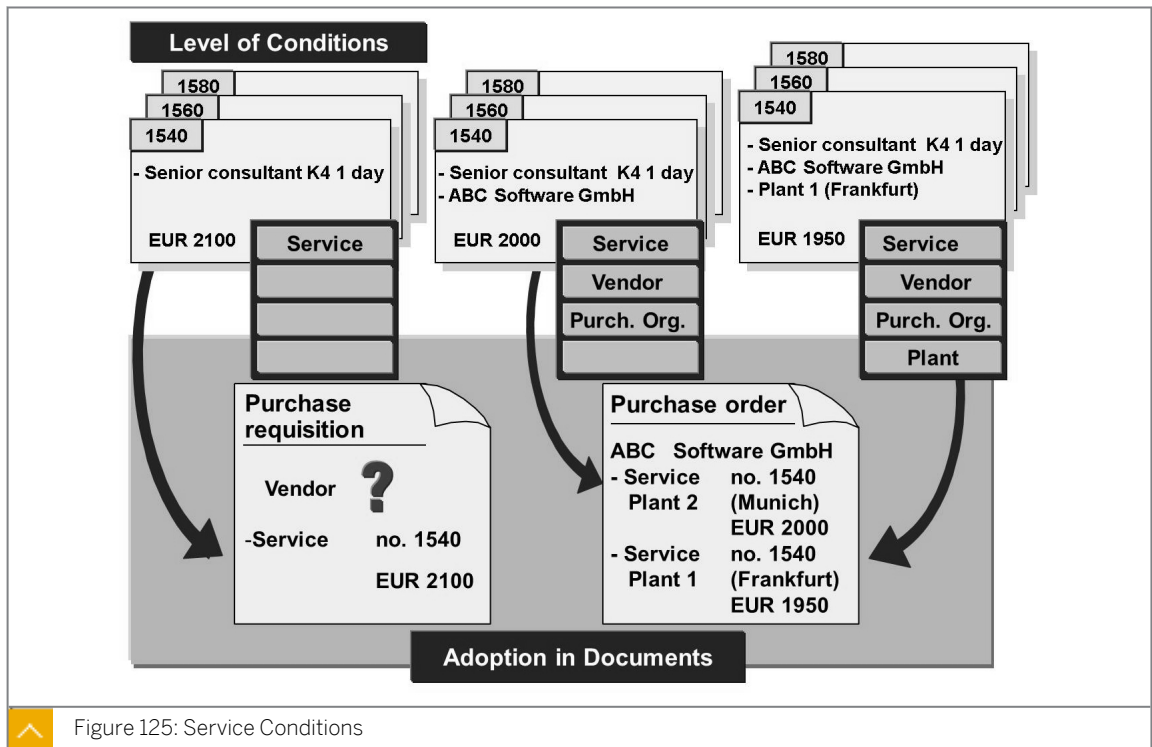 Level of Conditions
1580
1560
1540
- Senior consultant K4 1 day
EUR 2100
Service
1580
1560
1540
- Senior consultant K4 1 day
- ABC Software GmbH
EUR 2000
Service
Vendor
Purch. Org.
1580
1560
1540
- Senior consultant K4 1 day
- ABC Software GmbH
- Plant 1 (Frankfurt)
EUR 1950
Service
Vendor
Purch. Org.
Plant
Purchase
requisition
Vendor ?
-Service no. 1540
EUR 2100
Purchase order
ABC Software GmbH
- Service no. 1540
Plant 2 (Munich)
EUR 2000
- Service no. 1540
Plant 1 (Frankfurt)
EUR 1950
Adoption in Documents
Figure 125: Service Conditions